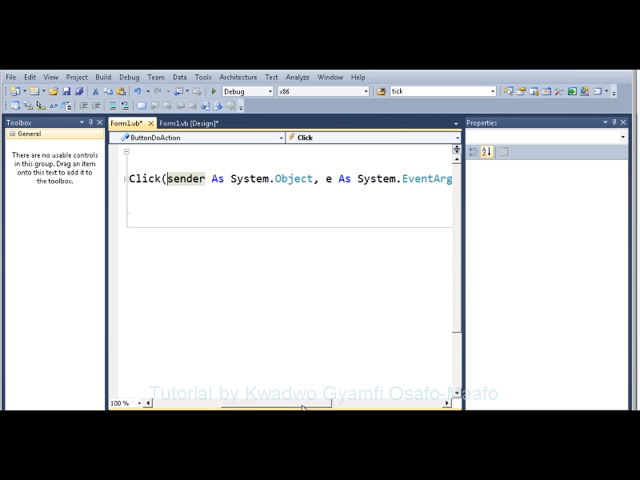 File Edit View Project Build Debug Team Data Tools Architecture Test Analyze Window Help
Debug x86 tick
Toolbox
General
There are no usable controls
in this group. Drag an item
onto this text to add it to
the toolbox.
Form1.vb* Form1.vb [Design]*
ButtonDoAction Click
Click(sender As System.Object, e As System.EventArg
100 %
Properties
Tutorial by Kwadwo Gyamfi Osafo-Maafo